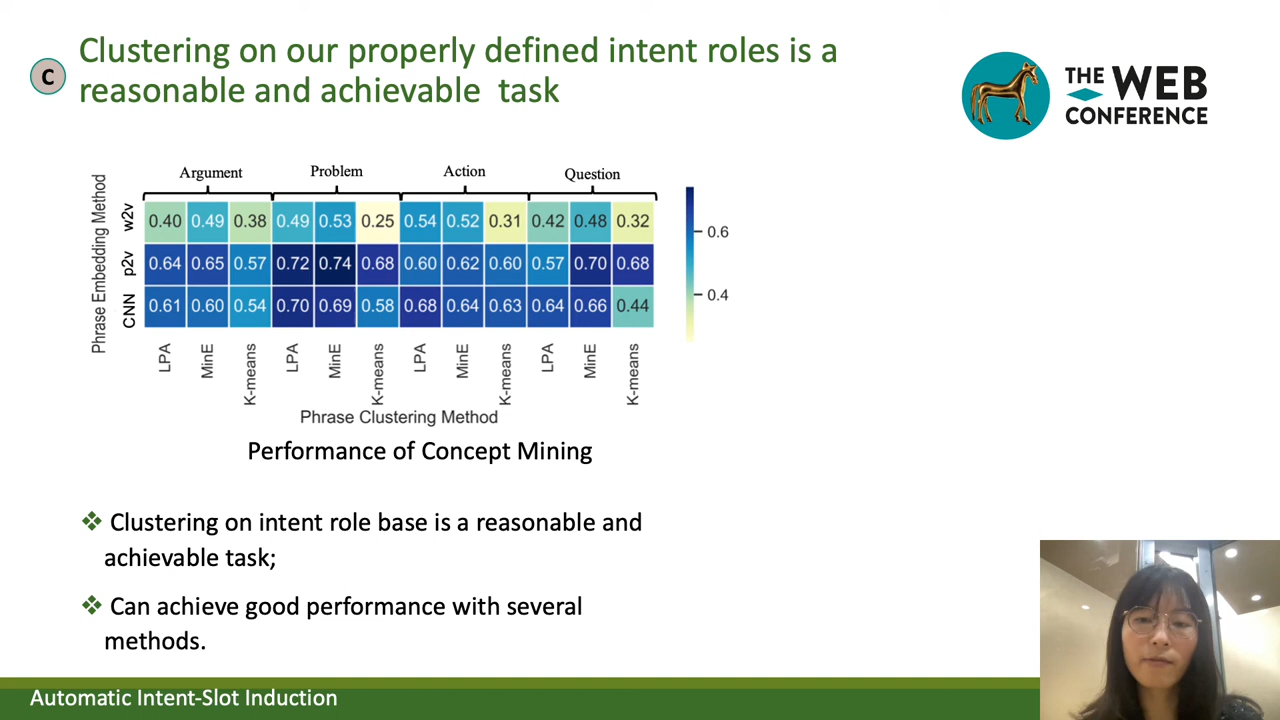 Clustering on our properly defined intent roles is a
C
reasonable and achievable task
THE WEB
CONFERENCE
Argument Problem Action Question
Phrase Embedding Method
w2v 0.40 0.49 0.38 0.49 0.53 0.25 0.54 0.52 0.31 0.42 0.48 0.32
p2v 0.64 0.65 0.57 0.72 0.74 0.68 0.60 0.62 0.60 0.57 0.70 0.68
CNN 0.61 0.60 0.54 0.70 0.69 0.58 0.68 0.64 0.63 0.64 0.66 0.44
0.6
0.4
LPA MinE K-means LPA MinE K-means LPA MinE K-means LPA MinE K-means
Phrase Clustering Method
Performance of Concept Mining
❖ Clustering on intent role base is a reasonable and
achievable task;
❖ Can achieve good performance with several
methods.
Automatic Intent-Slot Induction